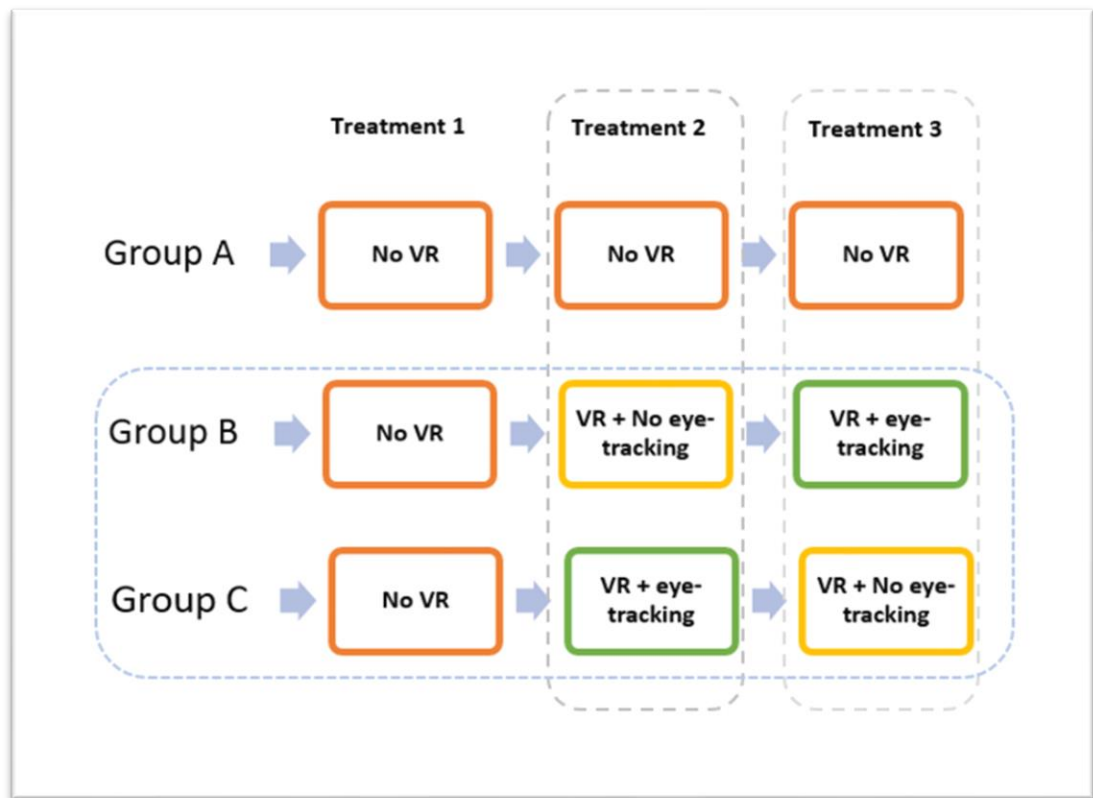 Treatment 1
Treatment 2
Treatment 3
Group A
No VR
No VR
No VR
Group B
No VR
VR + No eye-
tracking
VR + eye-
tracking
Group C
No VR
VR + eye-
tracking
VR + No eye-
tracking